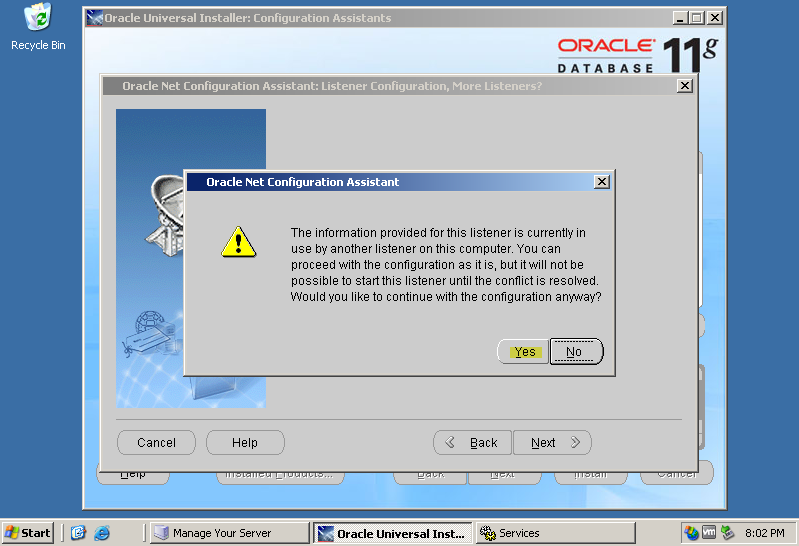 Recycle Bin
Oracle Universal Installer: Configuration Assistants
ORACLE
DATABASE
11g
Oracle Net Configuration Assistant: Listener Configuration, More Listeners?
Oracle Net Configuration Assistant
The information provided for this listener is currently in
use by another listener on this computer. You can
proceed with the configuration as it is, but it will not be
possible to start this listener until the conflict is resolved.
Would you like to continue with the configuration anyway?
Yes
No
Cancel
Help
Back
Next
Help
Installed Products...
Back
Next
Install
Cancel
Start
Manage Your Server
Oracle Universal Inst...
Services
vm
8:02 PM